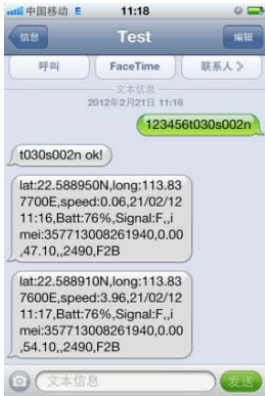 中国移动 E 11:18
信息 Test 编辑
呼叫 FaceTime 联系人
文本信息
2012年2月21日 11:16
123456t030s002n
t030s002n ok!
lat:22.588950N,long:113.83
7700E,speed:0.06,21/02/12
11:16,Batt:76%,Signal:F,,i
mei:357713008261940,0.00
,47.10,,2490,F2B
lat:22.588910N,long:113.83
7600E,speed:3.96,21/02/12
11:17,Batt:76%,Signal:F,,i
mei:357713008261940,0.00
,54.10,,2490,F2B
文本信息 发送